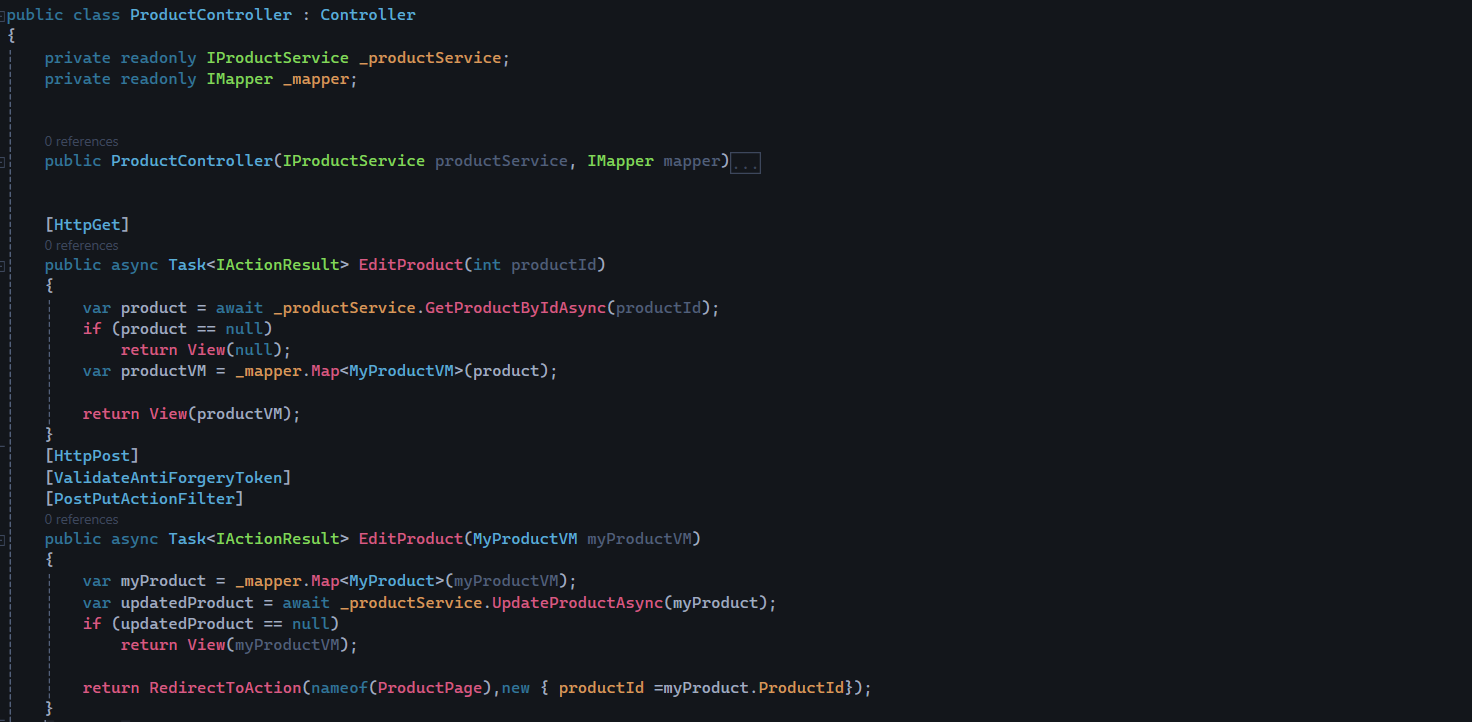 public class ProductController : Controller
{
private readonly IProductService _productService;
private readonly IMapper _mapper;
0 references
public ProductController(IProductService productService, IMapper mapper)...
[HttpGet]
0 references
public async Task<IActionResult> EditProduct(int productId)
{
var product = await _productService.GetProductByIdAsync(productId);
if (product == null)
return View(null);
var productVM = _mapper.Map<MyProductVM>(product);
return View(productVM);
}
[HttpPost]
[ValidateAntiForgeryToken]
[PostPutActionFilter]
0 references
public async Task<IActionResult> EditProduct(MyProductVM myProductVM)
{
var myProduct = _mapper.Map<MyProduct>(myProductVM);
var updatedProduct = await _productService.UpdateProductAsync(myProduct);
if (updatedProduct == null)
return View(myProductVM);
return RedirectToAction(nameof(ProductPage),new { productId =myProduct.ProductId});
}